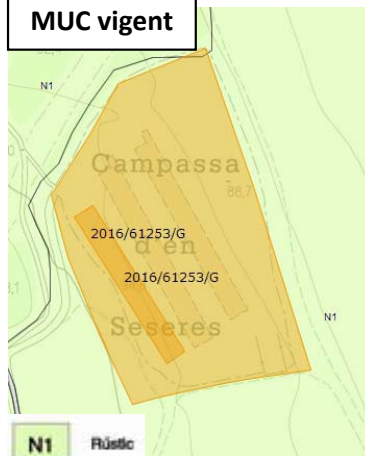 MUC vigent
N1
Campassa
88,7
2016/61253/G
d'en
2016/61253/G
Seseres
N1
N1 Rústic